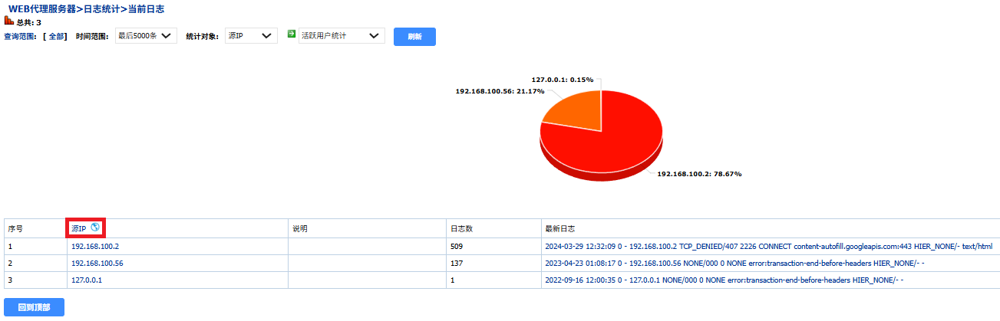 WEB代理服务器>日志统计>当前日志
总共: 3
查询范围: [ 全部] 时间范围: 最后5000条 统计对象: 源IP 活跃用户统计 刷新
127.0.0.1: 0.15%
192.168.100.56: 21.17%
192.168.100.2: 78.67%
序号 源IP 说明 日志数 最新日志
1 192.168.100.2 509 2024-03-29 12:32:09 0 - 192.168.100.2 TCP_DENIED/407 2226 CONNECT content-autofill.googleapis.com:443 HIER_NONE/- text/html
2 192.168.100.56 137 2023-04-23 01:08:17 0 - 192.168.100.56 NONE/000 0 NONE error:transaction-end-before-headers HIER_NONE/- -
3 127.0.0.1 1 2022-09-16 12:00:35 0 - 127.0.0.1 NONE/000 0 NONE error:transaction-end-before-headers HIER_NONE/- -
回到顶部